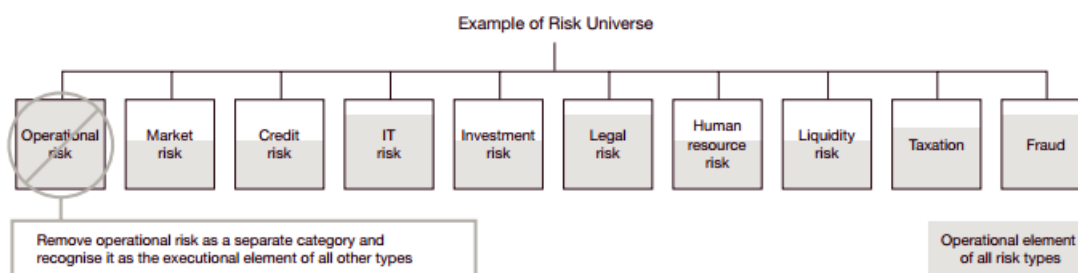 Example of Risk Universe
Operational
risk
Market
risk
Credit
risk
IT
risk
Investment
risk
Legal
risk
Human
resource
risk
Liquidity
risk
Taxation
Fraud
Remove operational risk as a separate category and
recognise it as the executional element of all other types
Operational element
of all risk types